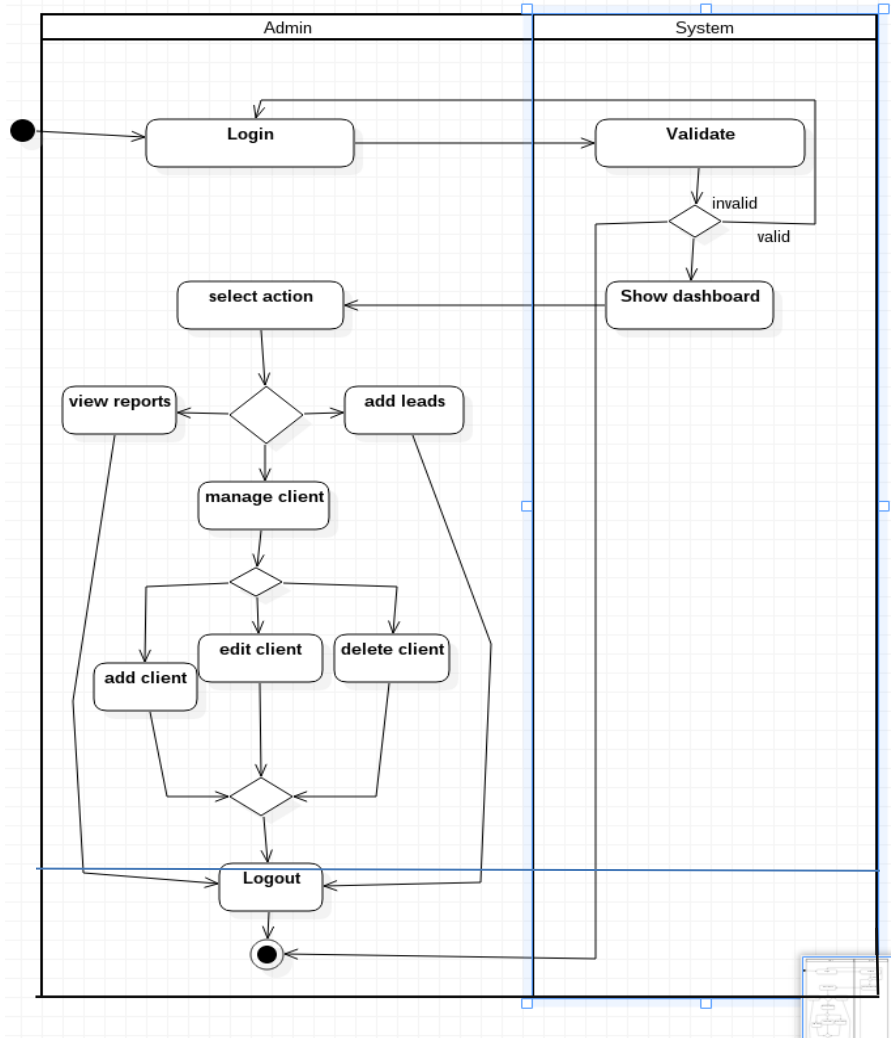 Admin
System
Login
Validate
invalid
valid
select action
Show dashboard
view reports
add leads
manage client
edit client
delete client
add client
Logout